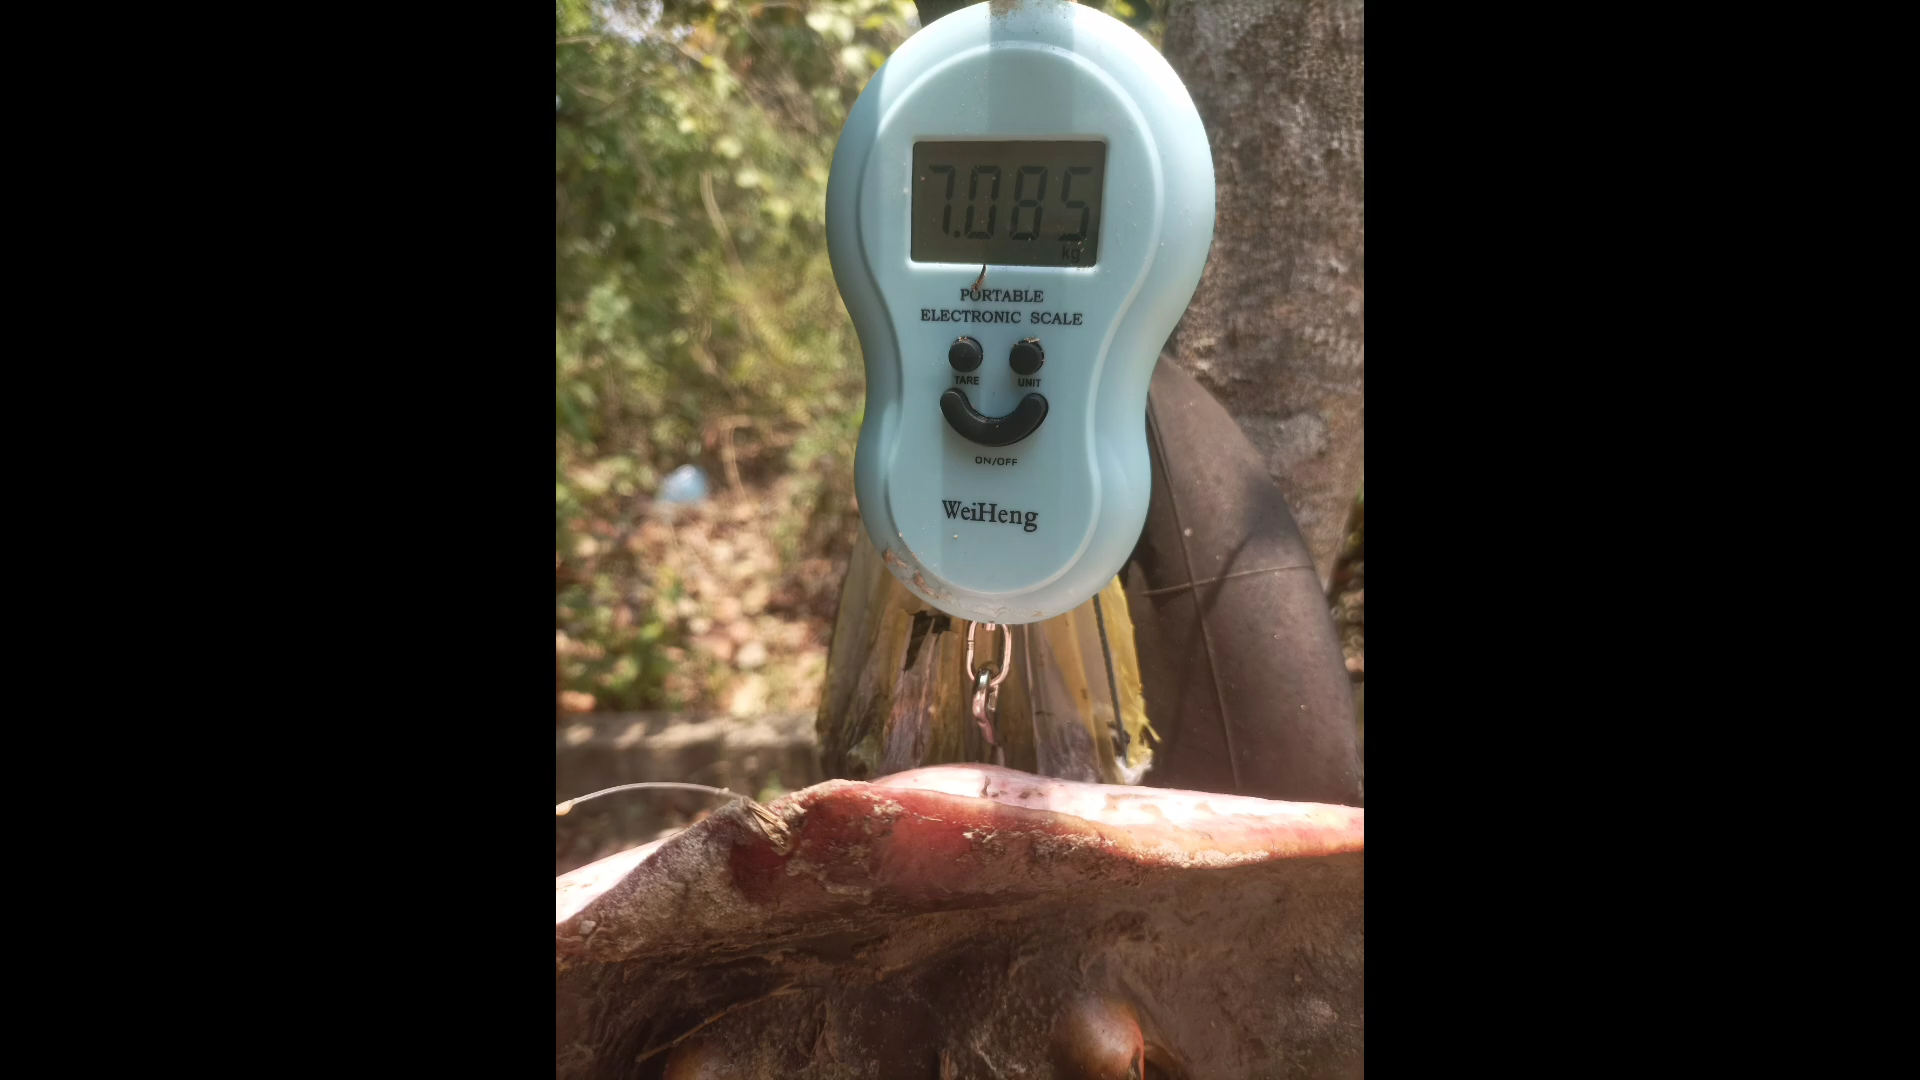 7.085
kg
PORTABLE
ELECTRONIC SCALE
TARE UNIT
ON/OFF
WeiHeng